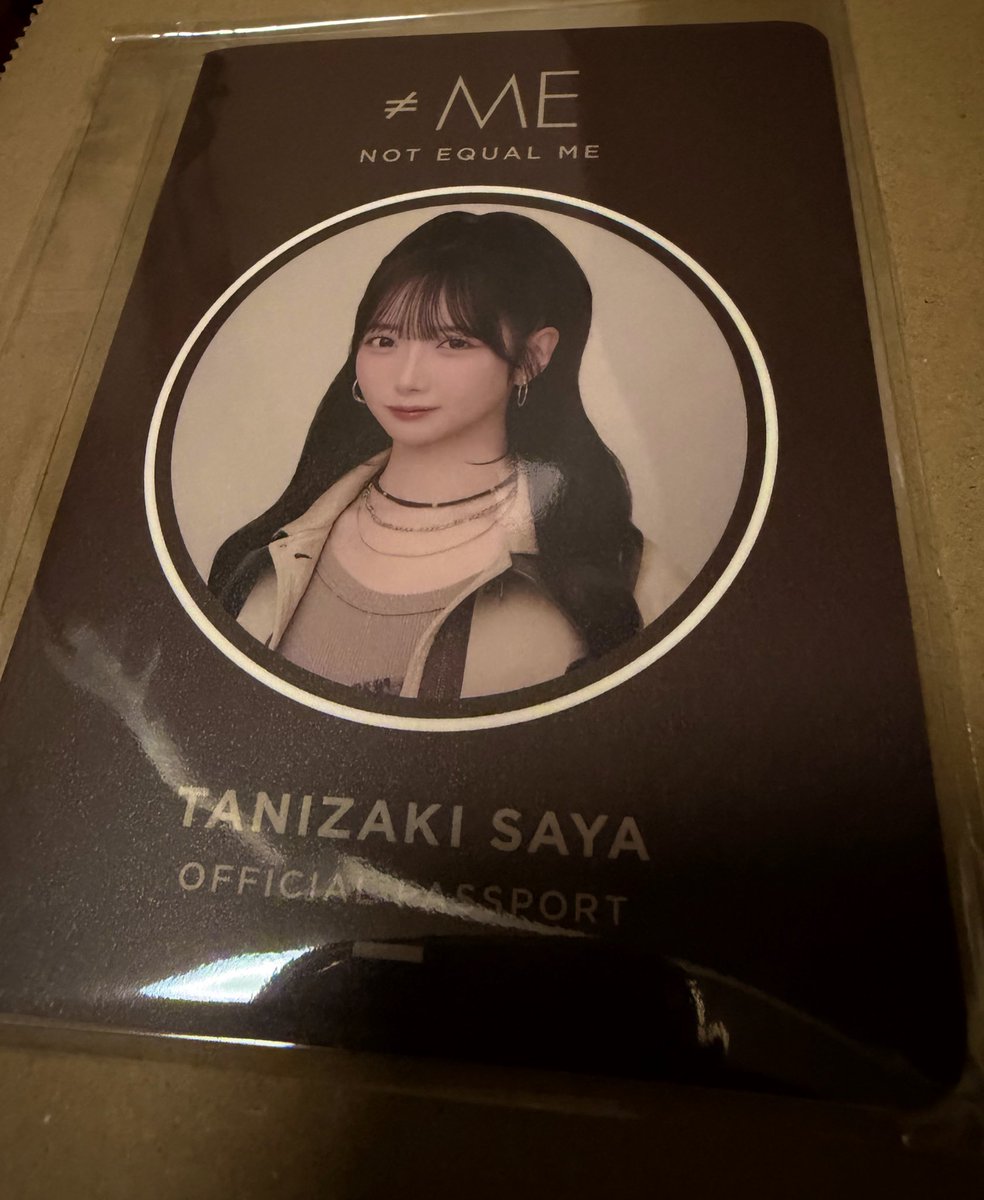 ≠ ME
NOT EQUAL ME
TANIZAKI SAYA
OFFICIAL PASSPORT